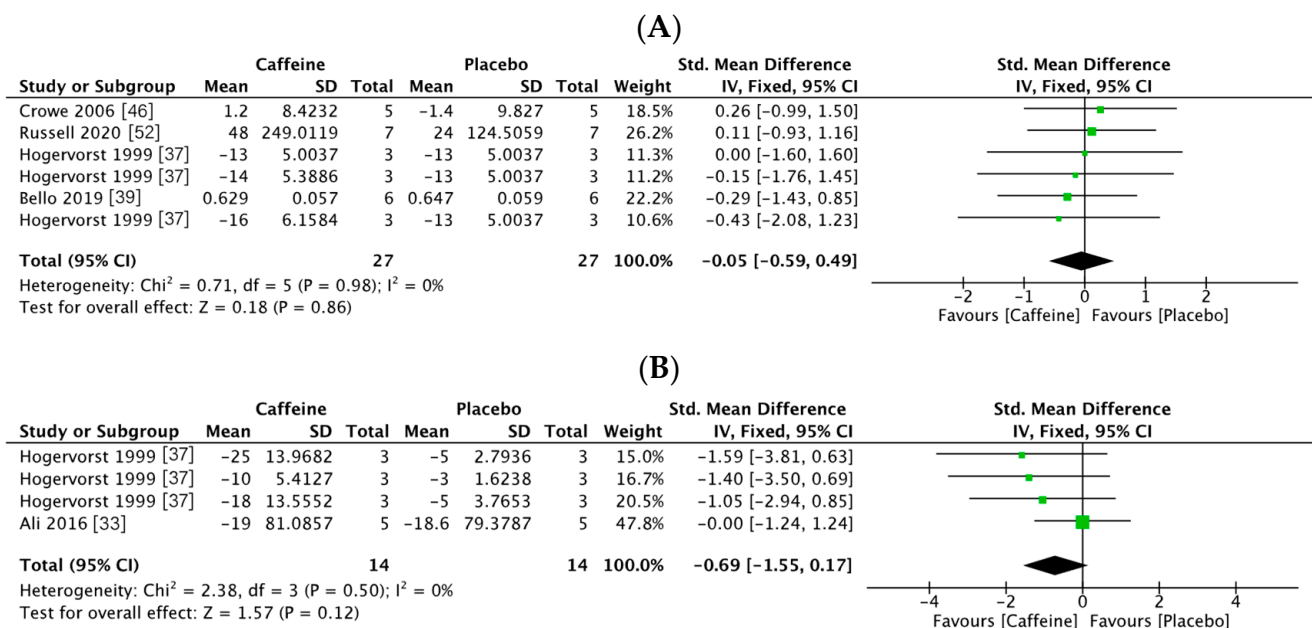 (A)
Caffeine Placebo Std. Mean Difference Std. Mean Difference
Study or Subgroup Mean SD Total Mean SD Total Weight IV, Fixed, 95% CI IV, Fixed, 95% CI
Crowe 2006 [46] 1.2 8.4232 5 -1.4 9.827 5 18.5% 0.26 [-0.99, 1.50]
Russell 2020 [52] 48 249.0119 7 24 124.5059 7 26.2% 0.11 [-0.93, 1.16]
Hogervorst 1999 [37] -13 5.0037 3 -13 5.0037 3 11.3% 0.00 [-1.60, 1.60]
Hogervorst 1999 [37] -14 5.3886 3 -13 5.0037 3 11.2% -0.15 [-1.76, 1.45]
Bello 2019 [39] 0.629 0.057 6 0.647 0.059 6 22.2% -0.29 [-1.43, 0.85]
Hogervorst 1999 [37] -16 6.1584 3 -13 5.0037 3 10.6% -0.43 [-2.08, 1.23]
Total (95% CI) 27 27 100.0% -0.05 [-0.59, 0.49]
Heterogeneity: Chi² = 0.71, df = 5 (P = 0.98); I² = 0%
Test for overall effect: Z = 0.18 (P = 0.86)
-2 -1 0 1 2
Favours [Caffeine] Favours [Placebo]
(B)
Caffeine Placebo Std. Mean Difference Std. Mean Difference
Study or Subgroup Mean SD Total Mean SD Total Weight IV, Fixed, 95% CI IV, Fixed, 95% CI
Hogervorst 1999 [37] -25 13.9682 3 -5 2.7936 3 15.0% -1.59 [-3.81, 0.63]
Hogervorst 1999 [37] -10 5.4127 3 -3 1.6238 3 16.7% -1.40 [-3.50, 0.69]
Hogervorst 1999 [37] -18 13.5552 3 -5 3.7653 3 20.5% -1.05 [-2.94, 0.85]
Ali 2016 [33] -19 81.0857 5 -18.6 79.3787 5 47.8% -0.00 [-1.24, 1.24]
Total (95% CI) 14 14 100.0% -0.69 [-1.55, 0.17]
Heterogeneity: Chi² = 2.38, df = 3 (P = 0.50); I² = 0%
Test for overall effect: Z = 1.57 (P = 0.12)
-4 -2 0 2 4
Favours [Caffeine] Favours [Placebo]